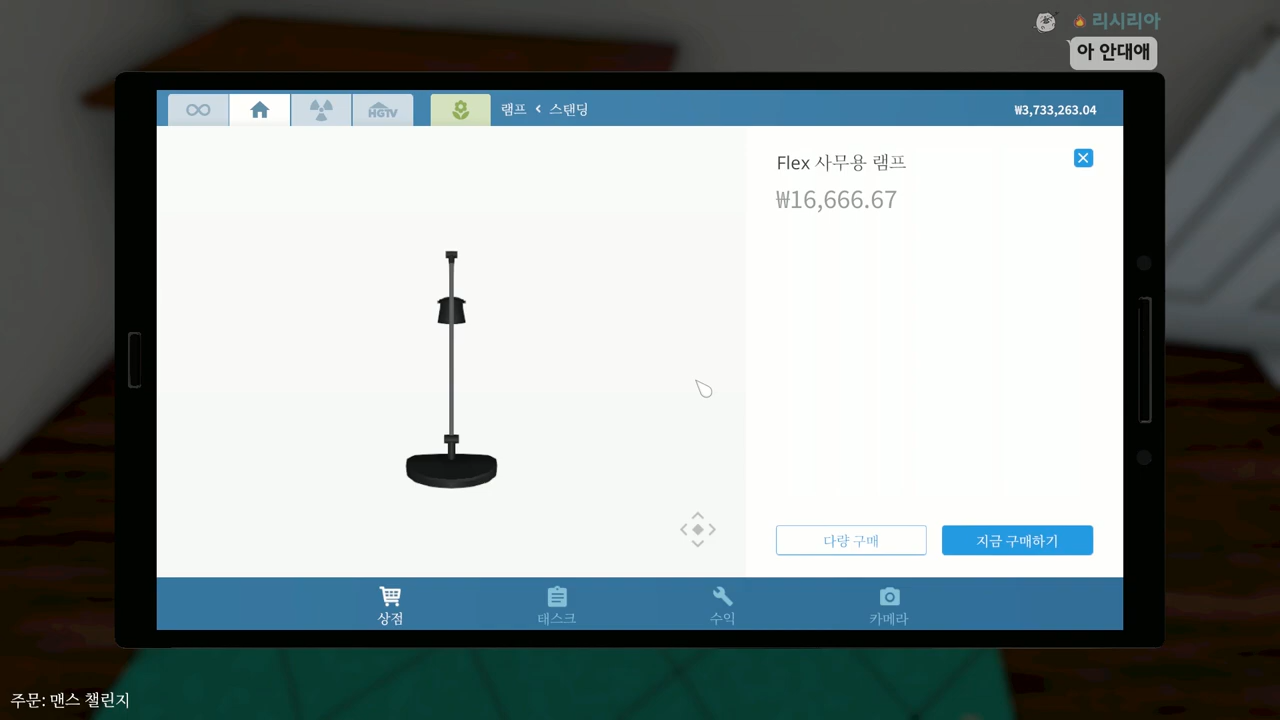 리시리아
아 안대애
HGTV
램프 < 스탠딩
₩3,733,263.04
Flex 사무용 램프
₩16,666.67
다량 구매
지금 구매하기
상점
태스크
수익
카메라
주문: 맨스 챌린지